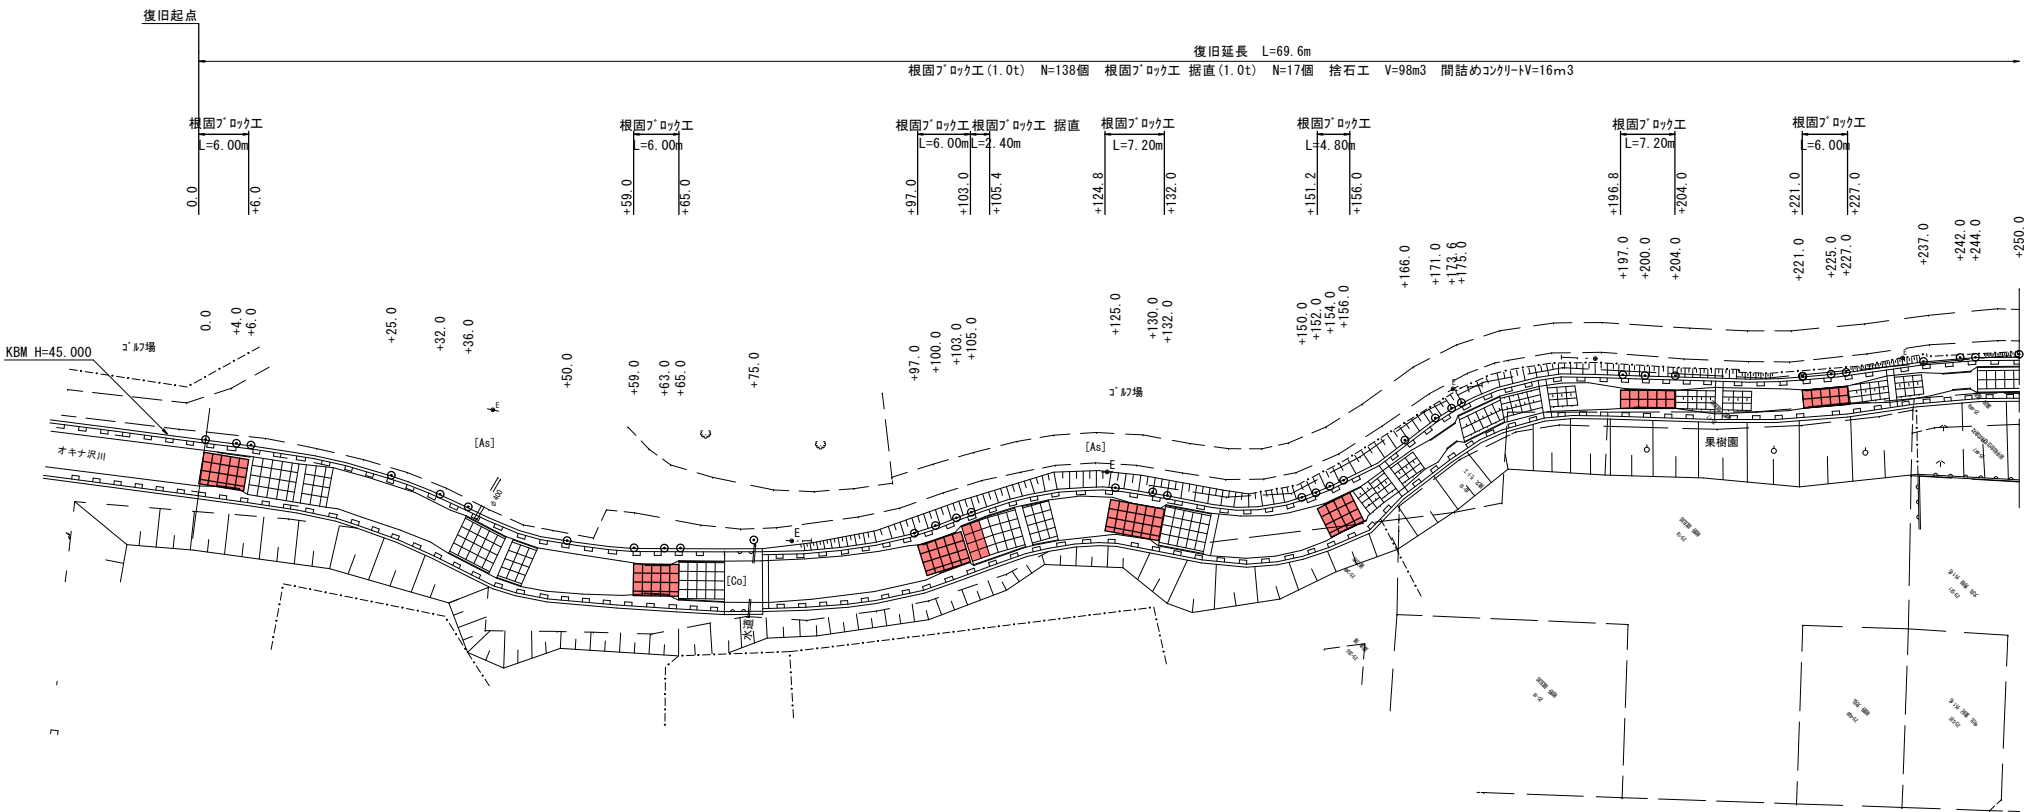 復旧起点
復旧延長 L=69.6m
根固ﾌﾞﾛｯｸ工(1.0t) N=138個 根固ﾌﾞﾛｯｸ工 据直(1.0t) N=17個 捨石工 V=98m3 間詰めｺﾝｸﾘｰﾄV=16m3
根固ﾌﾞﾛｯｸ工
L=6.00m
根固ﾌﾞﾛｯｸ工
L=6.00m
根固ﾌﾞﾛｯｸ工
L=6.00m
根固ﾌﾞﾛｯｸ工 据直
L=2.40m
根固ﾌﾞﾛｯｸ工
L=7.20m
根固ﾌﾞﾛｯｸ工
L=4.80m
根固ﾌﾞﾛｯｸ工
L=7.20m
根固ﾌﾞﾛｯｸ工
L=6.00m
0.0
+6.0
+59.0
+65.0
+97.0
+103.0
+105.4
+124.8
+132.0
+151.2
+156.0
+196.8
+204.0
+221.0
+227.0
0.0
+4.0
+6.0
+25.0
+32.0
+36.0
+50.0
+59.0
+63.0
+65.0
+75.0
+97.0
+100.0
+103.0
+105.0
+125.0
+130.0
+132.0
+150.0
+152.0
+154.0
+156.0
+166.0
+171.0
+173.6
+175.0
+197.0
+200.0
+204.0
+221.0
+225.0
+227.0
+237.0
+242.0
+244.0
+250.0
KBM H=45.000
ｺﾞﾙﾌ場
ｺﾞﾙﾌ場
オキナ沢川
[As]
[As]
[Co]
E
E
E
E
E
φ400
水道
果樹園